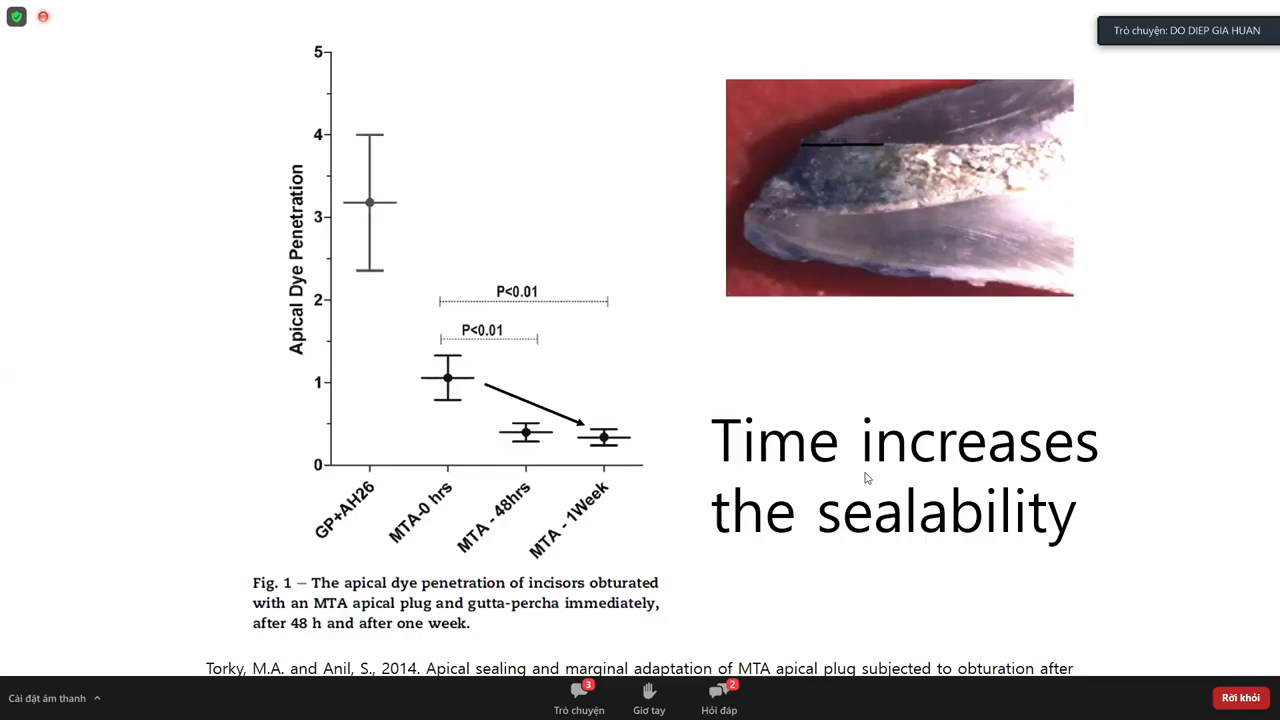 Trò chuyện: DO DIEP GIA HUAN
5
4
3
2
1
0
Apical Dye Penetration
P<0.01
P<0.01
GP+AH26
MTA-0 hrs
MTA - 48hrs
MTA - 1Week
Time increases
the sealability
Fig. 1 – The apical dye penetration of incisors obturated
with an MTA apical plug and gutta-percha immediately,
after 48 h and after one week.
Torky, M.A. and Anil, S., 2014. Apical sealing and marginal adaptation of MTA apical plug subjected to obturation after
Cài đặt âm thanh
3
Trò chuyện
Giơ tay
2
Hỏi đáp
Rời khỏi